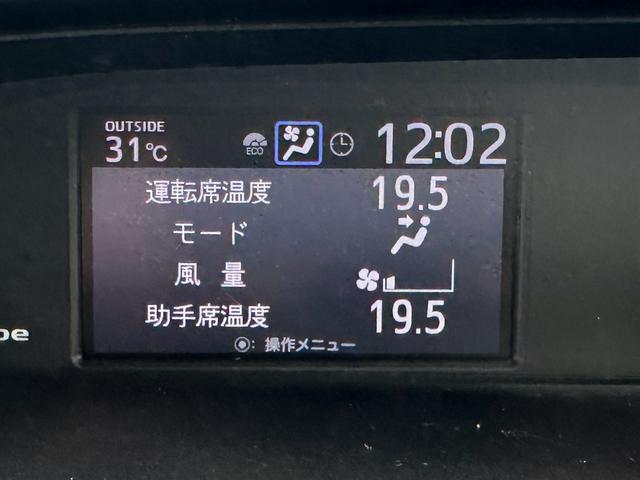 OUTSIDE
31℃ ECO 12:02
運転席温度 19.5
モード
風量
助手席温度 19.5
◉: 操作メニュー